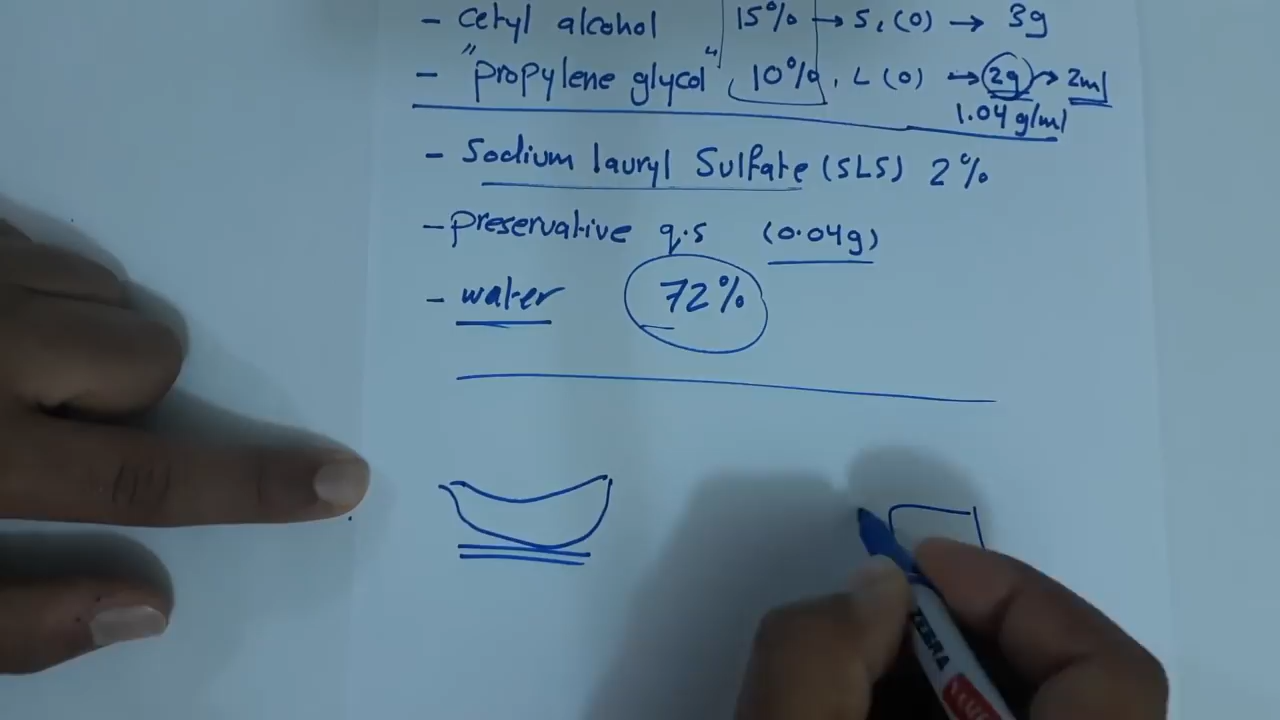 - cetyl alcohol 15% → S, (O) → 3g
- "propylene glycol" 10%, L (O) → 2g → 2ml
1.04 g/ml
- Sodium lauryl Sulfate (SLS) 2%
- preservative q.s (0.04g)
- water 72%
ZEBRA